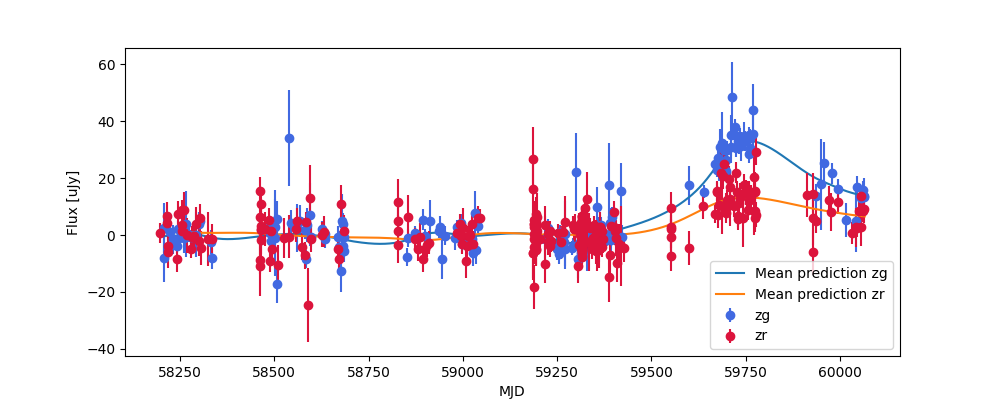 60
40
20
0
−20
−40
Flux [uJy]
58250
58500
58750
59000
59250
59500
59750
60000
MJD
Mean prediction zg
Mean prediction zr
zg
zr